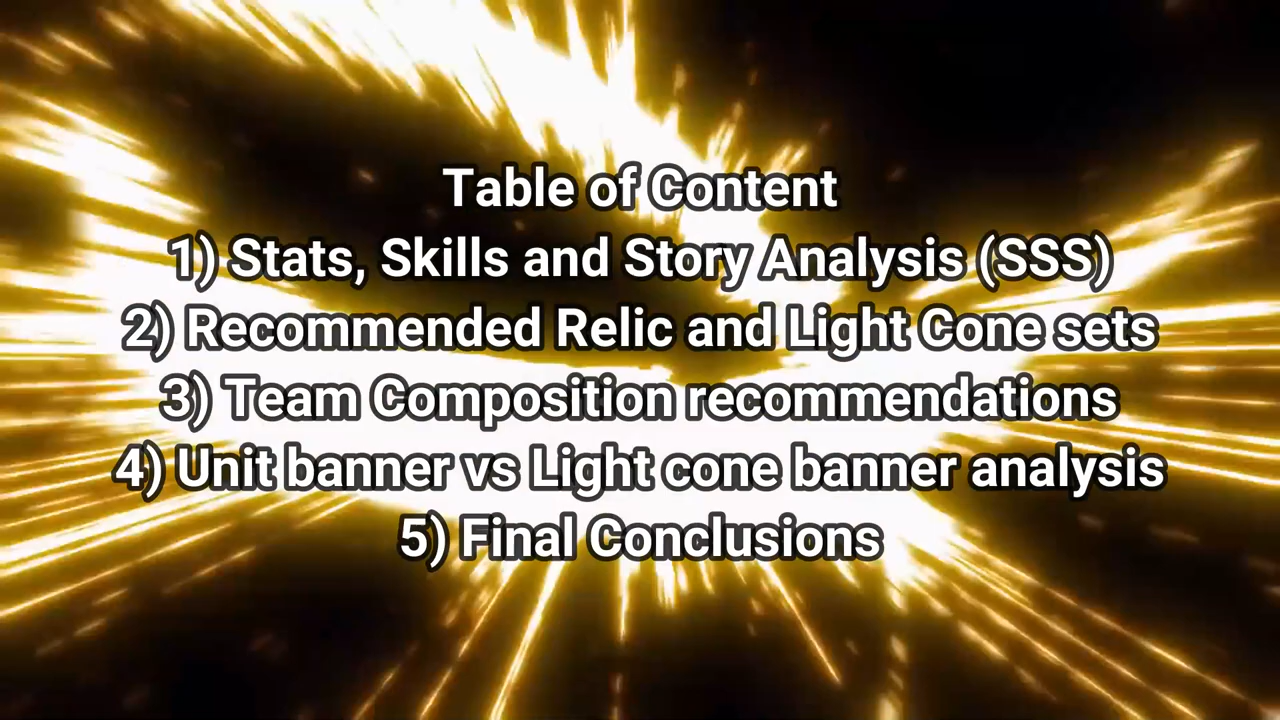 Table of Content
1) Stats, Skills and Story Analysis (SSS)
2) Recommended Relic and Light Cone sets
3) Team Composition recommendations
4) Unit banner vs Light cone banner analysis
5) Final Conclusions